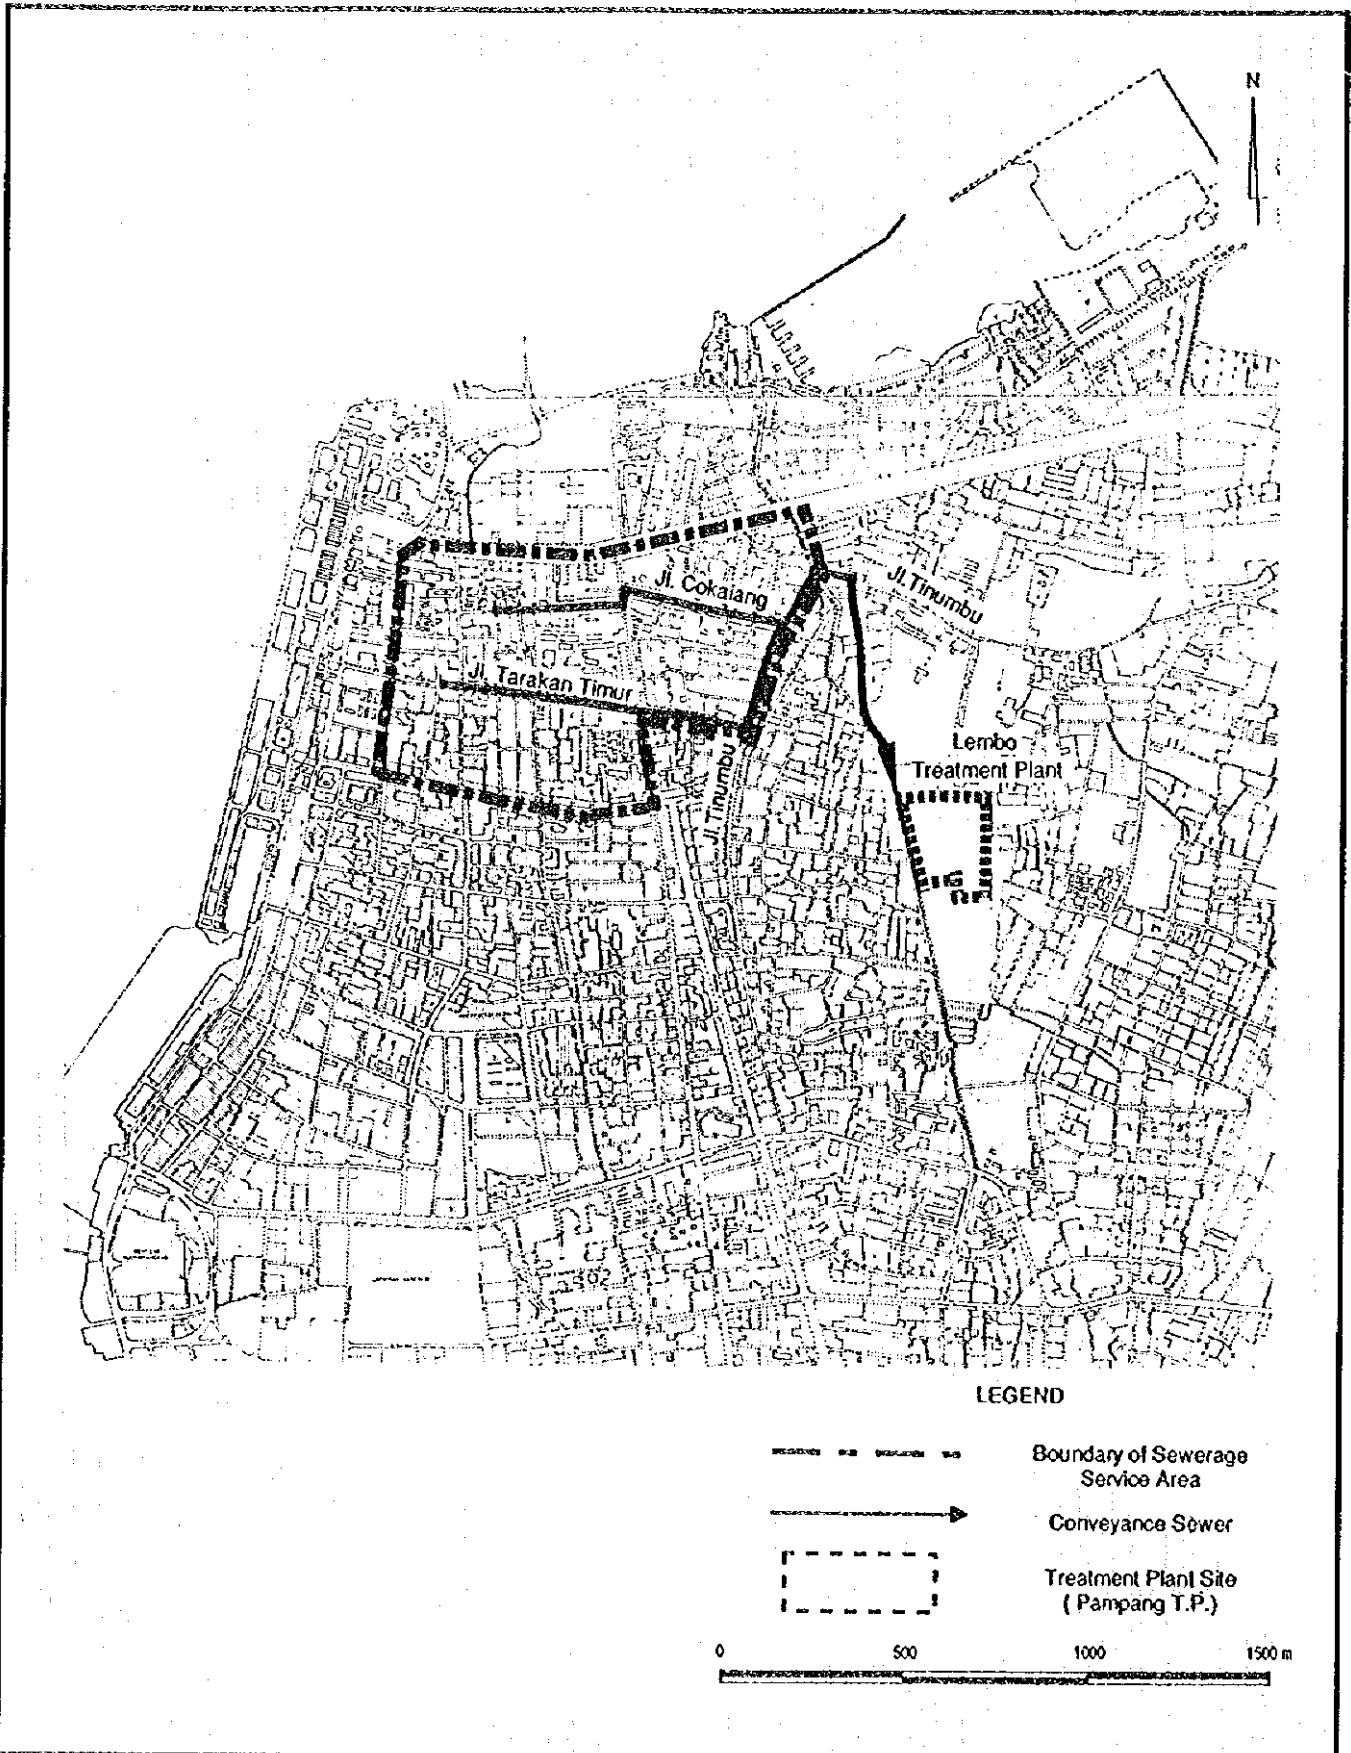 N
Jl. Cokalang
Jl. Tinumbu
Jl. Tarakan Timur
Jl. Tinumbu
Lembo
Treatment Plant
LEGEND
Boundary of Sewerage
Service Area
Conveyance Sewer
Treatment Plant Site
( Pampang T.P.)
0 500 1000 1500 m